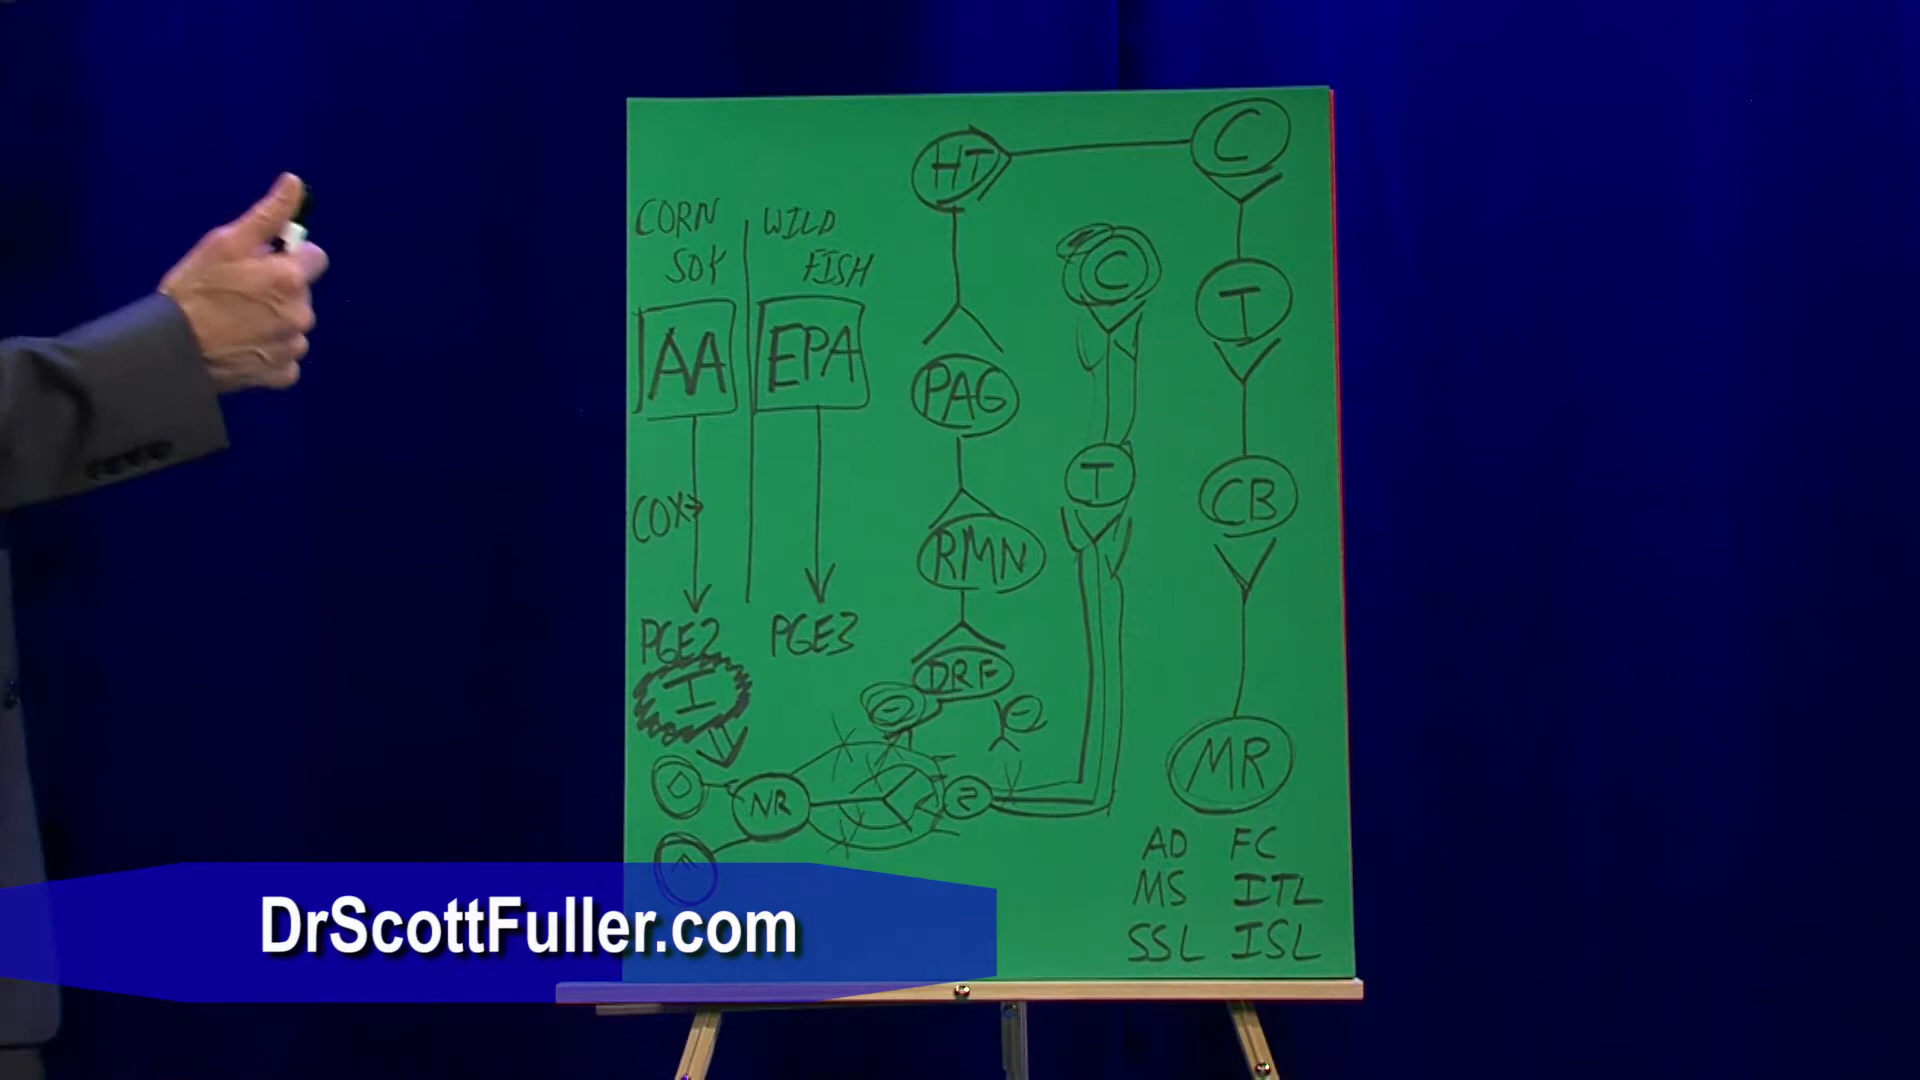 CORN
SOY
WILD
FISH
AA
EPA
COX
PGE2
I
PGE3
HT
C
PAG
RMN
DRF
C
T
T
CB
MR
NR
2
AD FC
MS ITL
SSL ISL
DrScottFuller.com